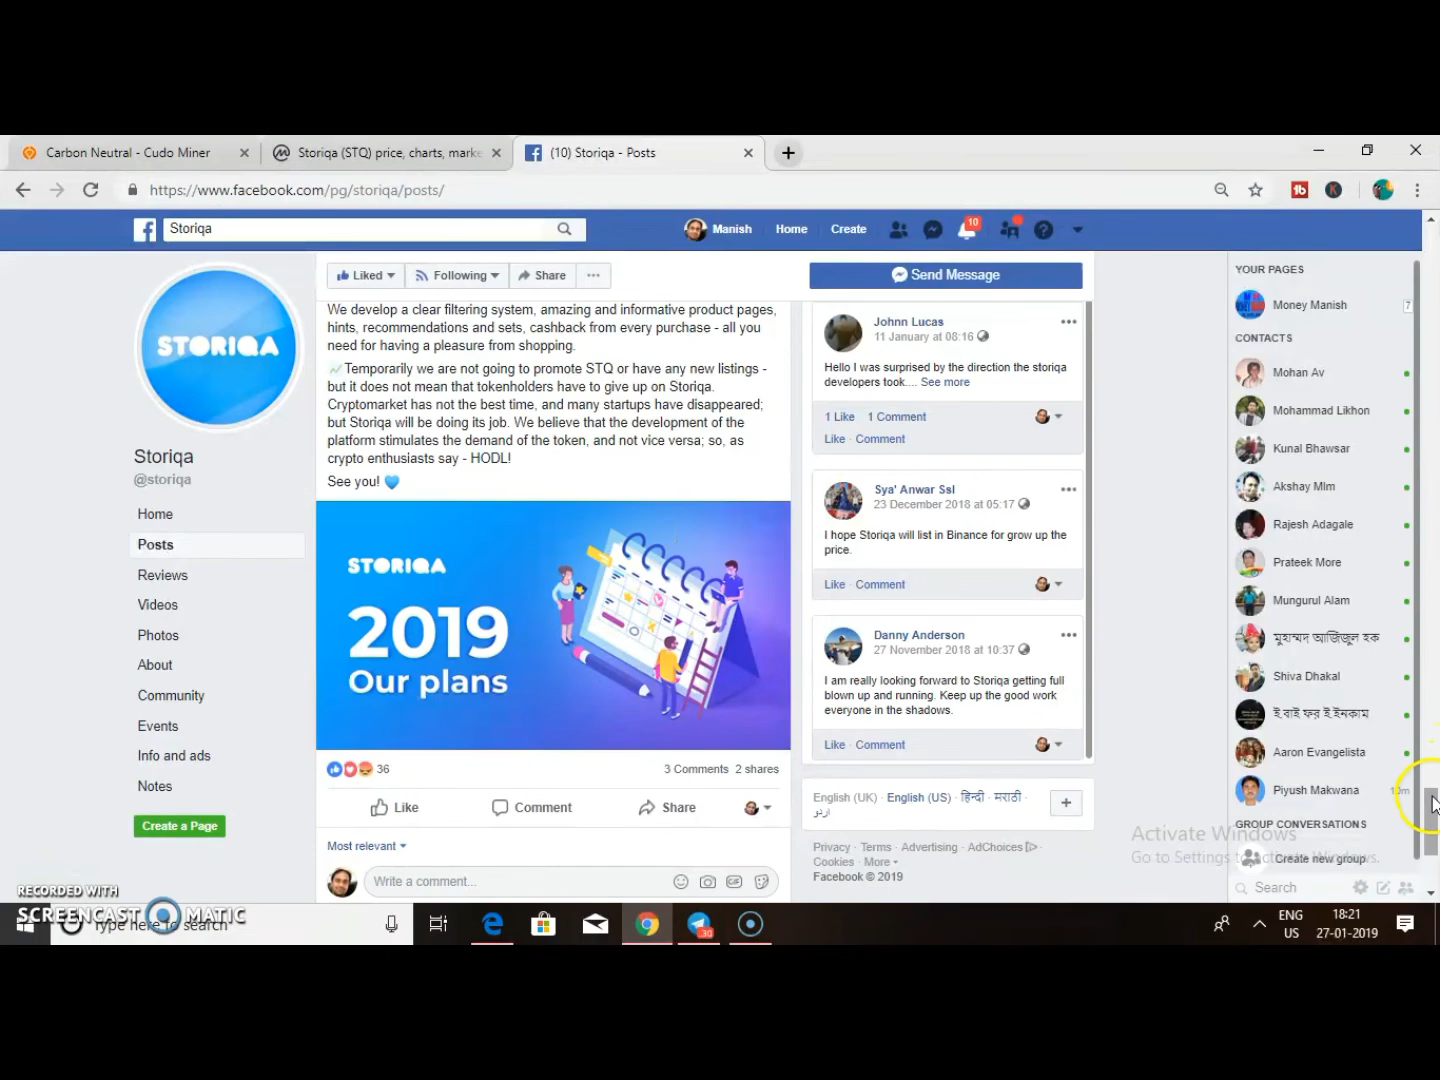 Carbon Neutral - Cudo Miner
Storiqa (STQ) price, charts, marke
(10) Storiqa - Posts
https://www.facebook.com/pg/storiqa/posts/
Storiqa
Manish
Home
Create
10
Liked
Following
Share
Send Message
STORIQA
Storiqa
@storiqa
Home
Posts
Reviews
Videos
Photos
About
Community
Events
Info and ads
Notes
Create a Page
We develop a clear filtering system, amazing and informative product pages,
hints, recommendations and sets, cashback from every purchase - all you
need for having a pleasure from shopping.
Temporarily we are not going to promote STQ or have any new listings -
but it does not mean that tokenholders have to give up on Storiqa.
Cryptomarket has not the best time, and many startups have disappeared;
but Storiqa will be doing its job. We believe that the development of the
platform stimulates the demand of the token, and not vice versa; so, as
crypto enthusiasts say - HODL!
See you!
STORIQA
2019
Our plans
36
3 Comments 2 shares
Like
Comment
Share
Most relevant
Write a comment...
GIF
Johnn Lucas
11 January at 08:16
Hello I was surprised by the direction the storiqa
developers took.... See more
1 Like 1 Comment
Like · Comment
Sya' Anwar Ssl
23 December 2018 at 05:17
I hope Storiqa will list in Binance for grow up the
price.
Like · Comment
Danny Anderson
27 November 2018 at 10:37
I am really looking forward to Storiqa getting full
blown up and running. Keep up the good work
everyone in the shadows.
Like · Comment
English (UK) · English (US) · हिन्दी · मराठी ·
اردو
Privacy · Terms · Advertising · AdChoices ·
Cookies · More
Facebook © 2019
YOUR PAGES
Money Manish
7
CONTACTS
Mohan Av
Mohammad Likhon
Kunal Bhawsar
Akshay Mlm
Rajesh Adagale
Prateek More
Mungurul Alam
মুহাম্মদ আজিজুল হক
Shiva Dhakal
ই বাই ফর ই ইনকাম
Aaron Evangelista
Piyush Makwana
GROUP CONVERSATIONS
Create new group
Search
Activate Windows
Go to Settings to activate Windows.
RECORDED WITH
SCREENCAST MATIC
Type here to search
30
ENG
US
18:21
27-01-2019